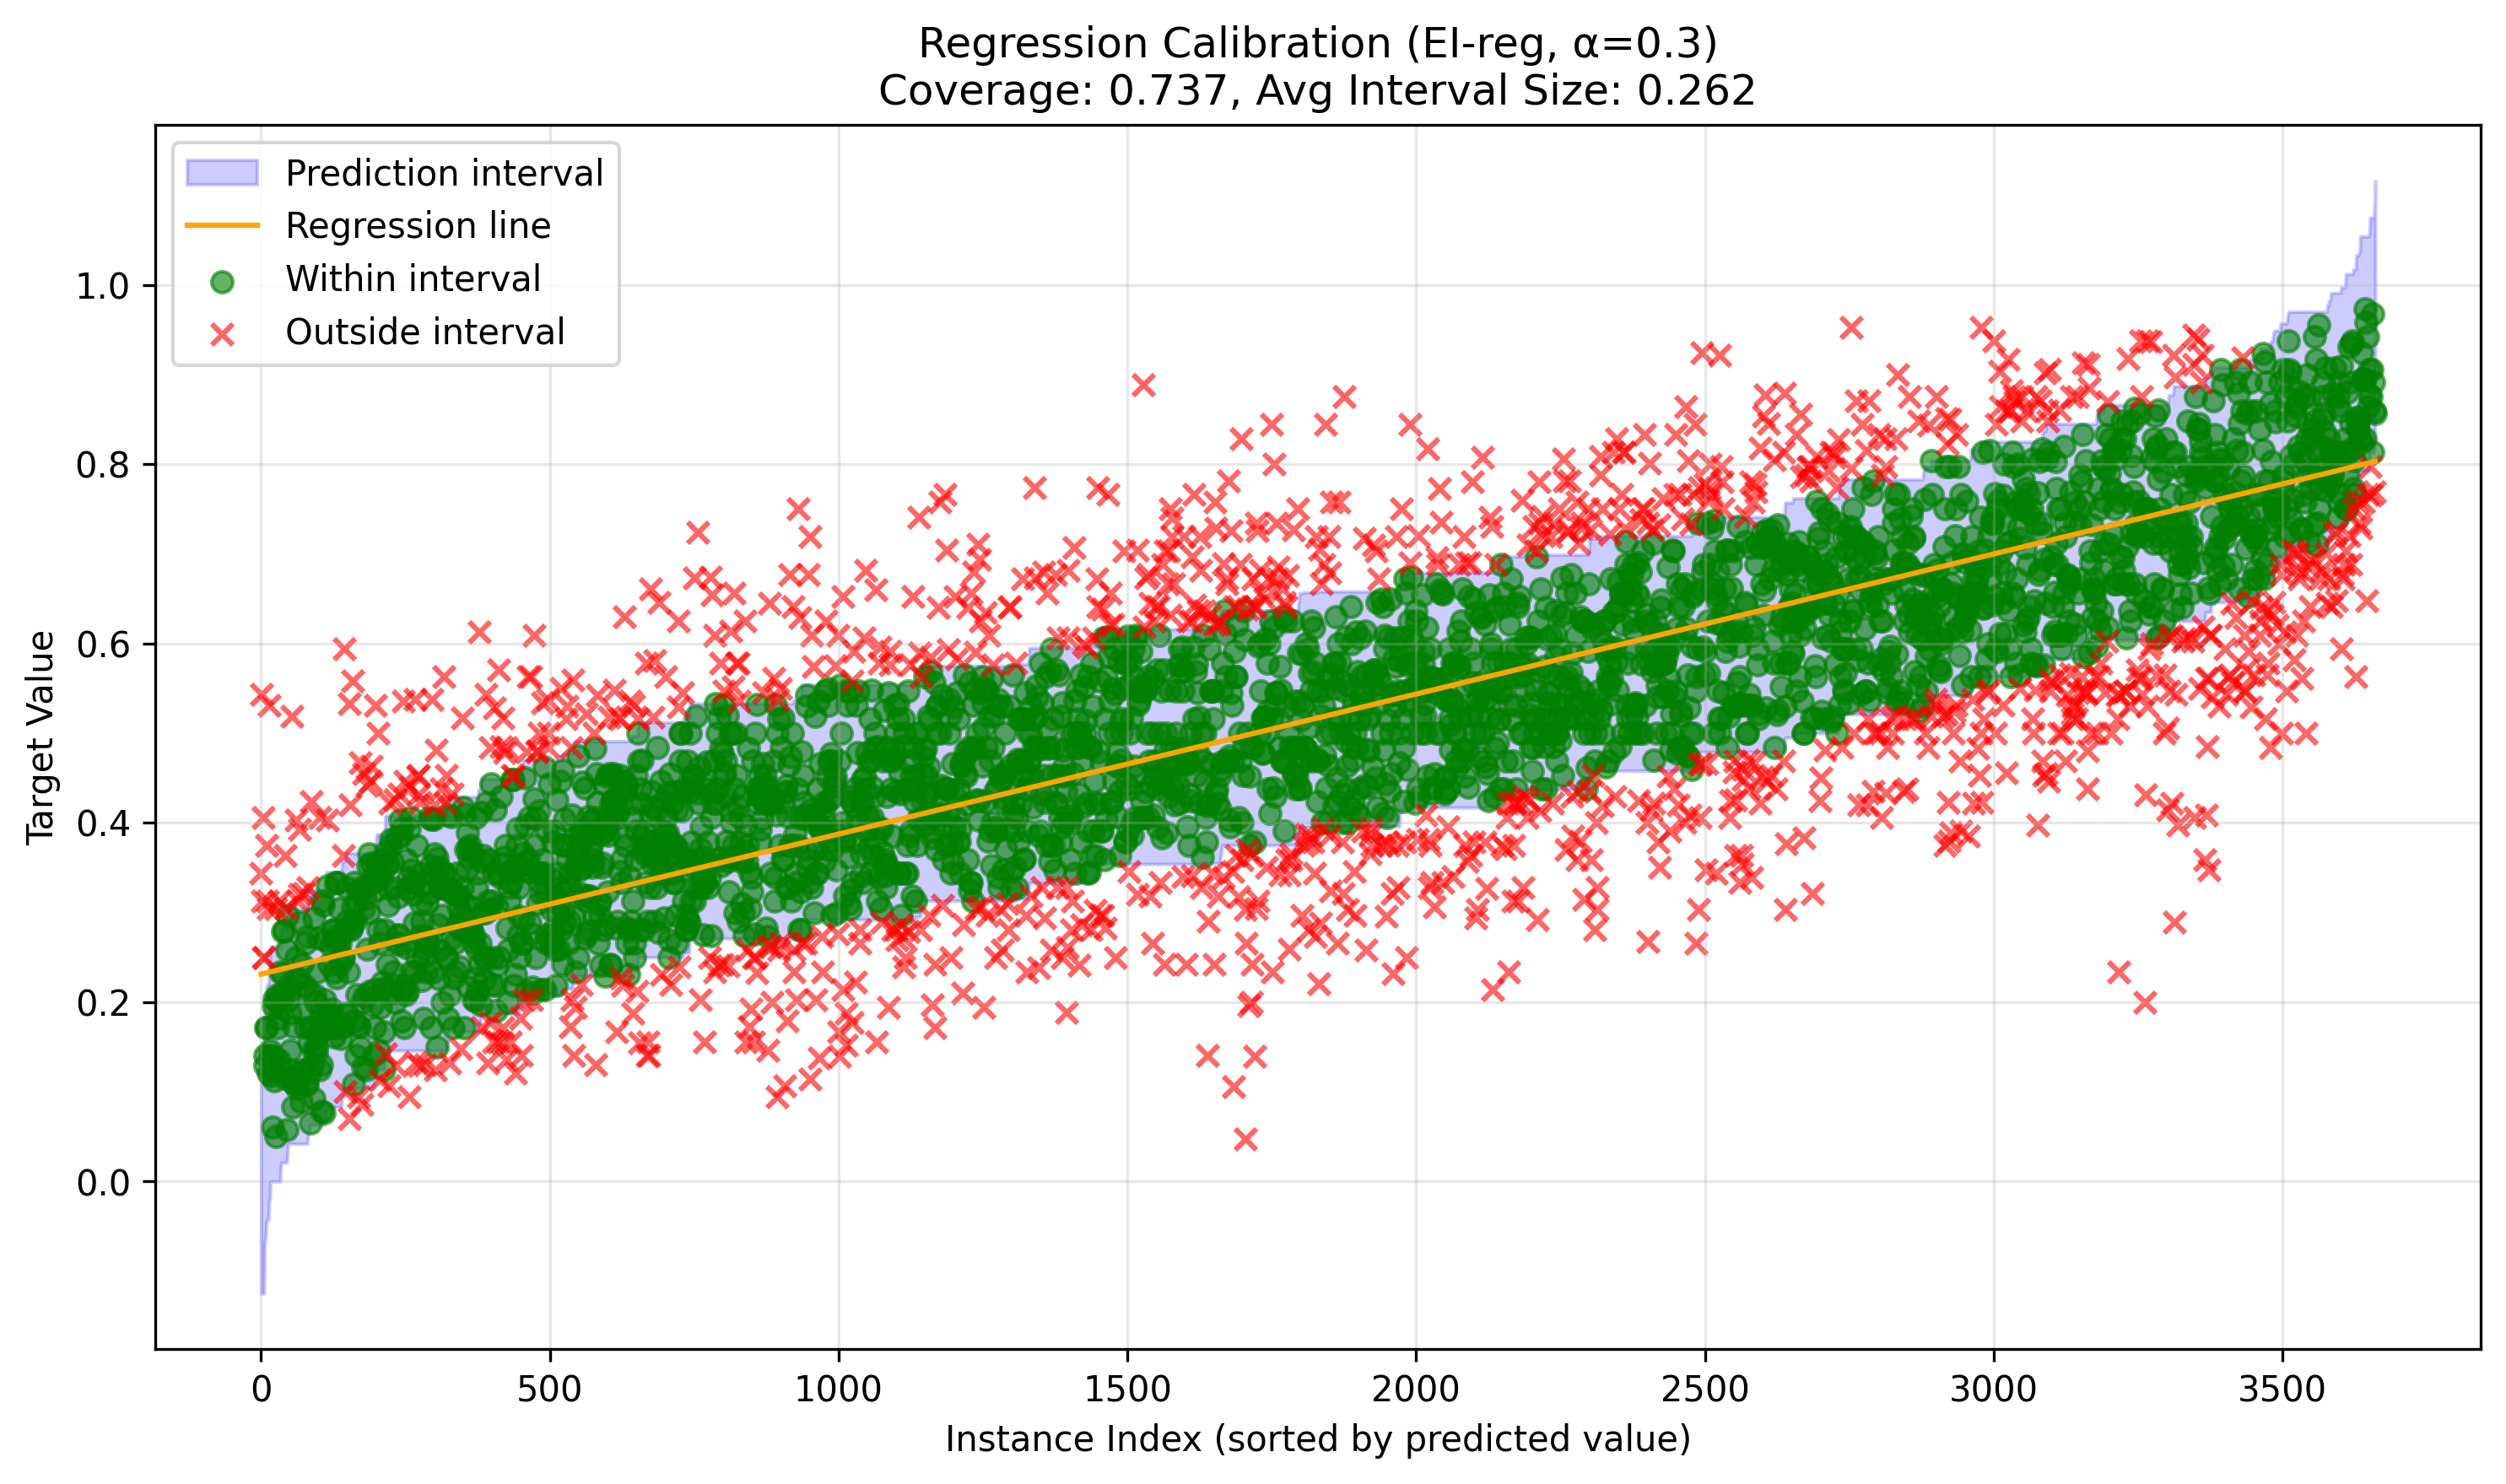 Regression Calibration (EI-reg, α=0.3)
Coverage: 0.737, Avg Interval Size: 0.262
Prediction interval
Regression line
Within interval
Outside interval
Target Value
1.0
0.8
0.6
0.4
0.2
0.0
0 500 1000 1500 2000 2500 3000 3500
Instance Index (sorted by predicted value)